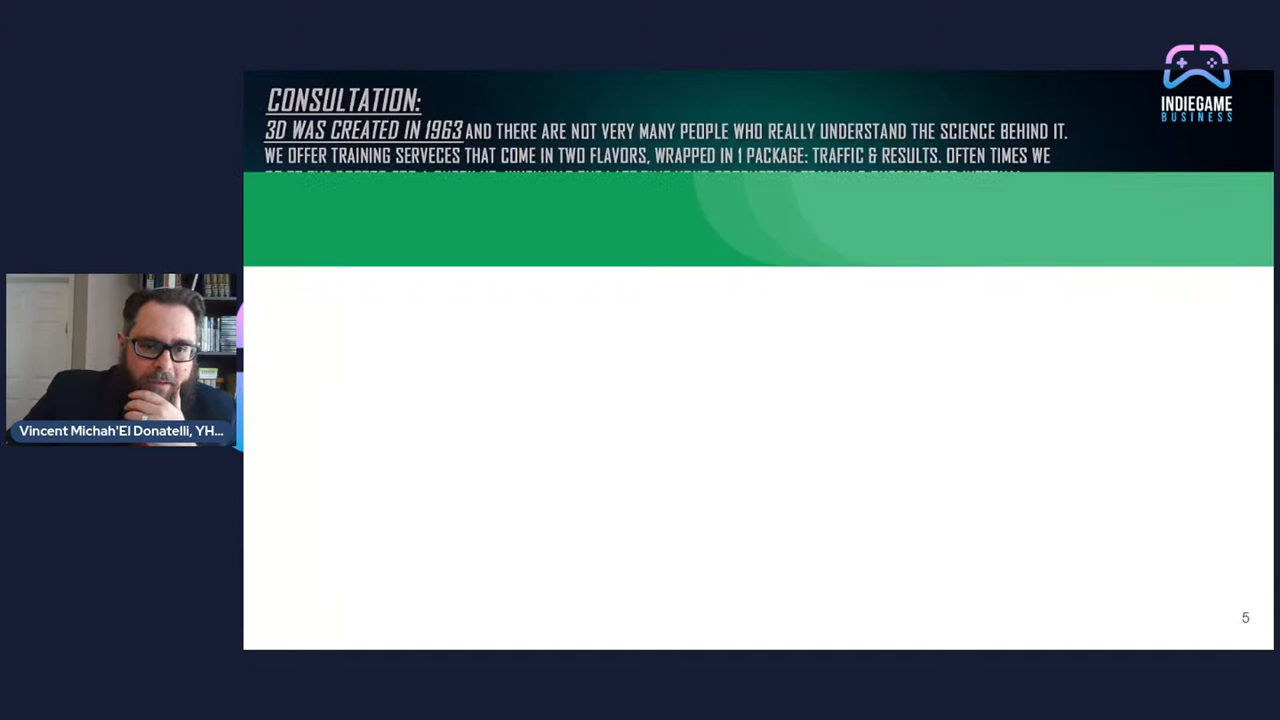 INDIEGAME
BUSINESS
CONSULTATION:
3D WAS CREATED IN 1963 AND THERE ARE NOT VERY MANY PEOPLE WHO REALLY UNDERSTAND THE SCIENCE BEHIND IT.
WE OFFER TRAINING SERVECES THAT COME IN TWO FLAVORS, WRAPPED IN 1 PACKAGE: TRAFFIC & RESULTS. OFTEN TIMES WE
Vincent Michah'El Donatelli, YH...
5